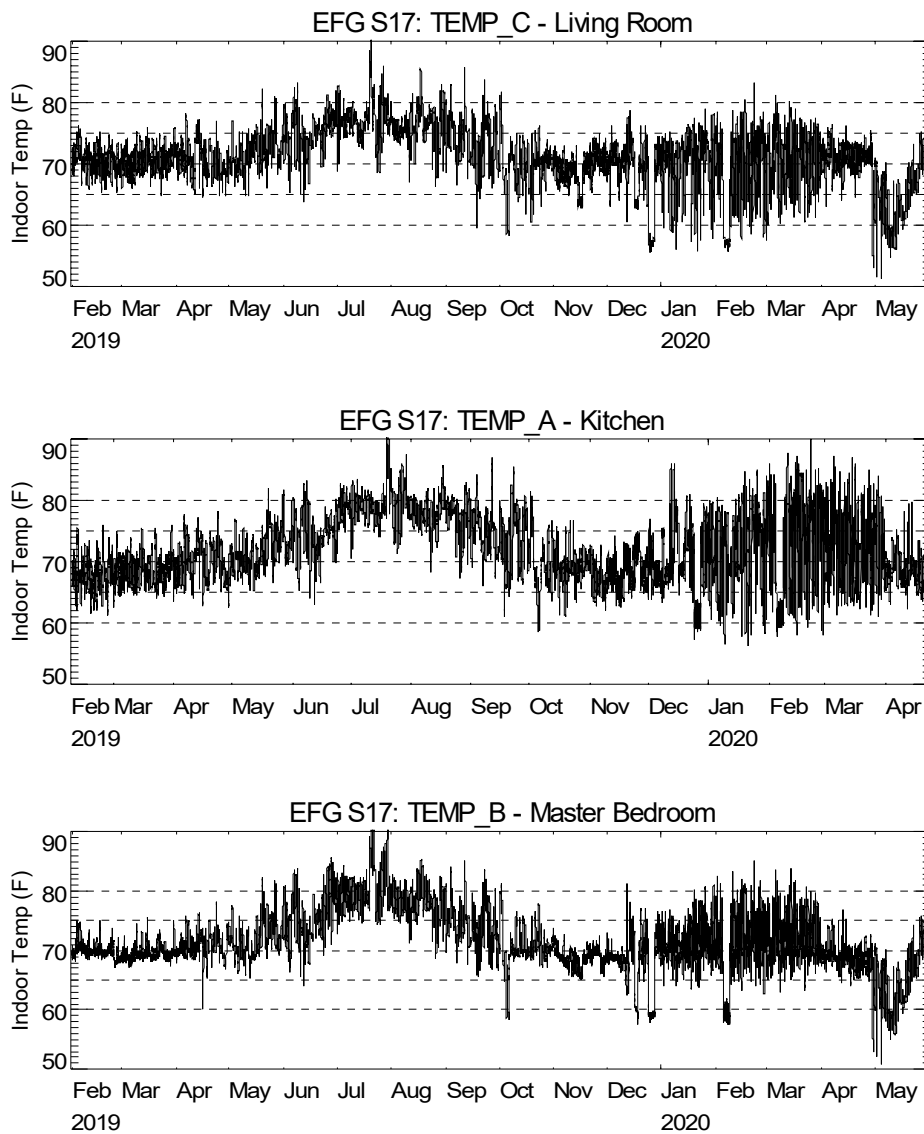 EFG S17: TEMP_C - Living Room
Indoor Temp (F)
90
80
70
60
50
Feb Mar Apr May Jun Jul Aug Sep Oct Nov Dec Jan Feb Mar Apr May
2019 2020
EFG S17: TEMP_A - Kitchen
Indoor Temp (F)
90
80
70
60
50
Feb Mar Apr May Jun Jul Aug Sep Oct Nov Dec Jan Feb Mar Apr
2019 2020
EFG S17: TEMP_B - Master Bedroom
Indoor Temp (F)
90
80
70
60
50
Feb Mar Apr May Jun Jul Aug Sep Oct Nov Dec Jan Feb Mar Apr May
2019 2020